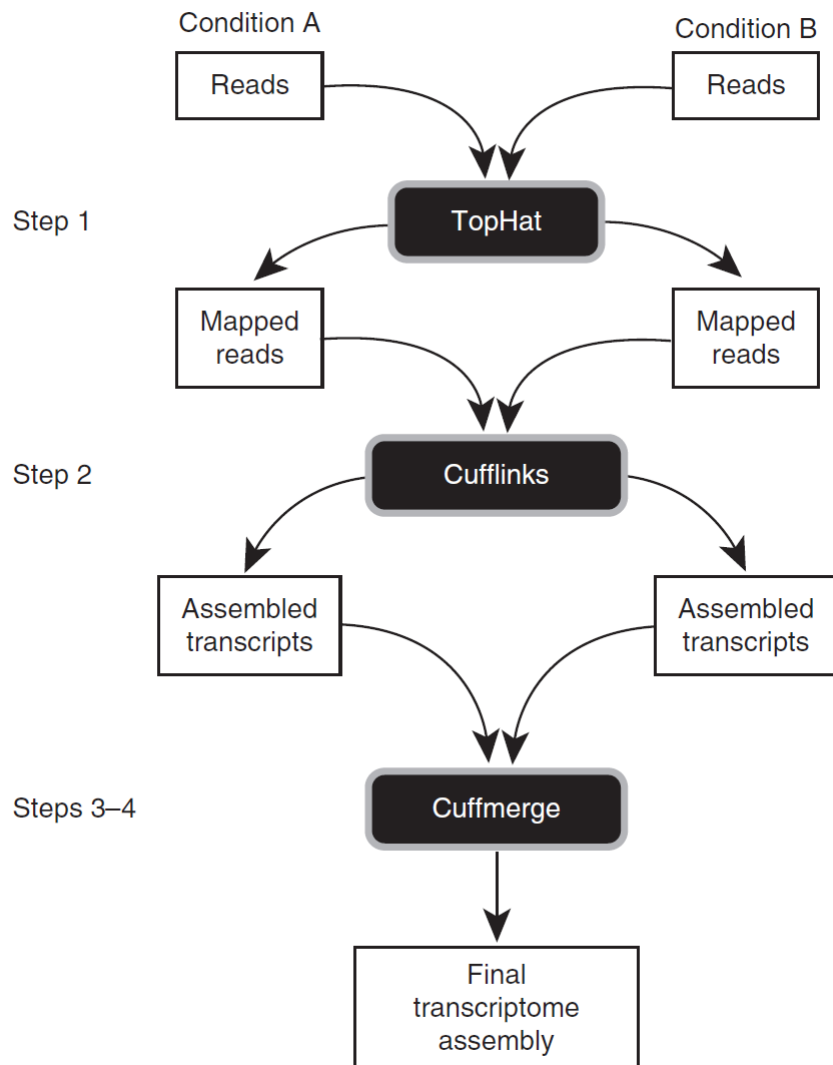 Condition A
Condition B
Reads
Reads
Step 1
TopHat
Mapped
reads
Mapped
reads
Step 2
Cufflinks
Assembled
transcripts
Assembled
transcripts
Steps 3–4
Cuffmerge
Final
transcriptome
assembly